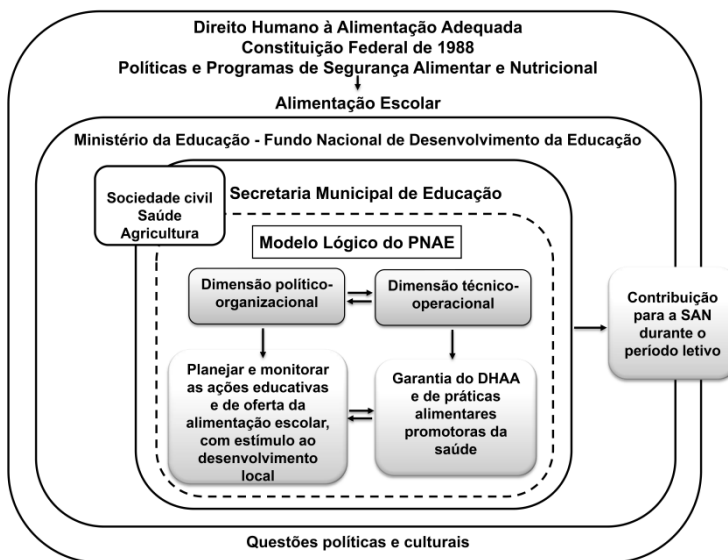 Direito Humano à Alimentação Adequada
Constituição Federal de 1988
Políticas e Programas de Segurança Alimentar e Nutricional
Alimentação Escolar
Ministério da Educação - Fundo Nacional de Desenvolvimento da Educação
Sociedade civil
Saúde
Agricultura
Secretaria Municipal de Educação
Modelo Lógico do PNAE
Dimensão político-
organizacional
Dimensão técnico-
operacional
Planejar e monitorar
as ações educativas
e de oferta da
alimentação escolar,
com estímulo ao
desenvolvimento
local
Garantia do DHAA
e de práticas
alimentares
promotoras da
saúde
Contribuição
para a SAN
durante o
período letivo
Questões políticas e culturais